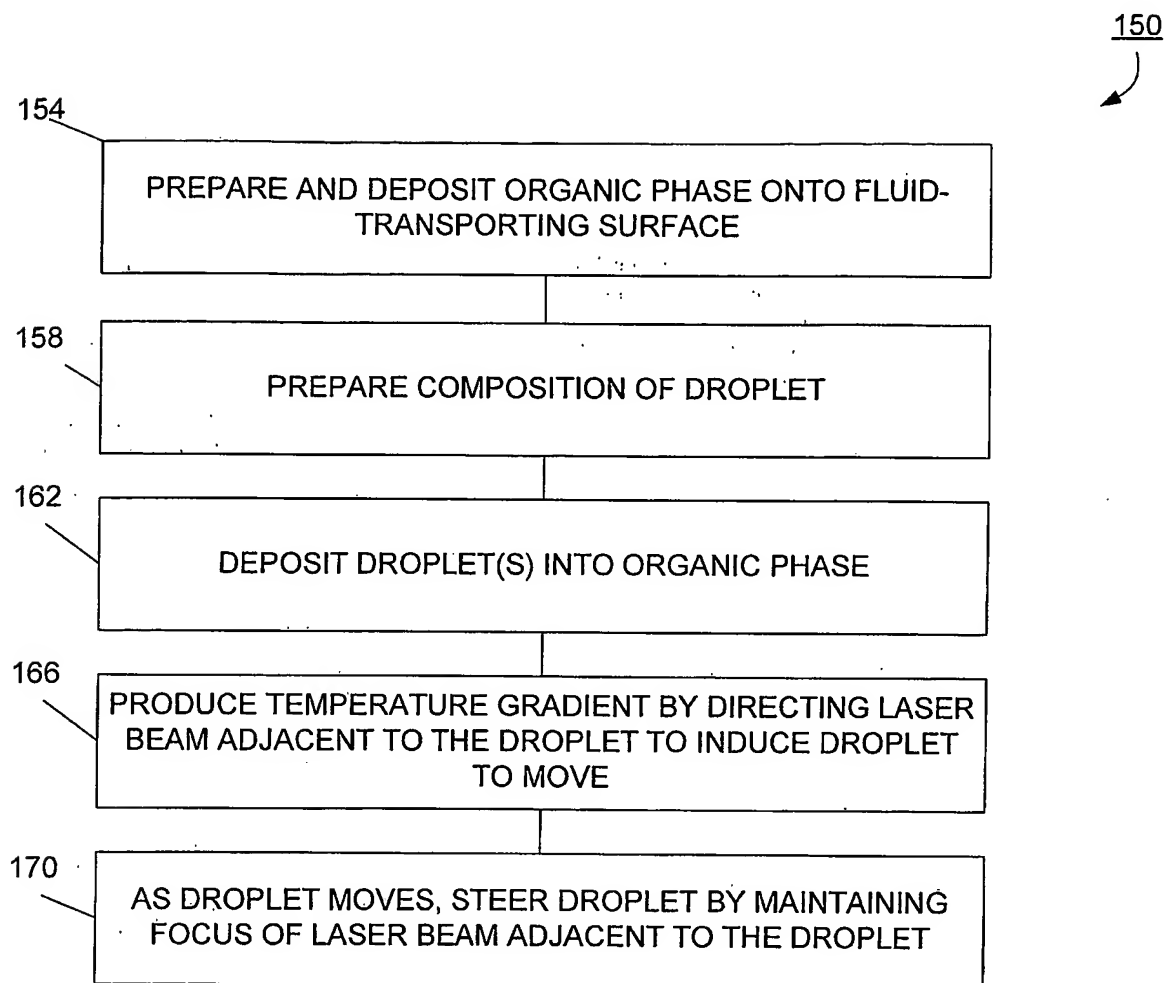 150
154
PREPARE AND DEPOSIT ORGANIC PHASE ONTO FLUID-
TRANSPORTING SURFACE
158
PREPARE COMPOSITION OF DROPLET
162
DEPOSIT DROPLET(S) INTO ORGANIC PHASE
166
PRODUCE TEMPERATURE GRADIENT BY DIRECTING LASER
BEAM ADJACENT TO THE DROPLET TO INDUCE DROPLET
TO MOVE
170
AS DROPLET MOVES, STEER DROPLET BY MAINTAINING
FOCUS OF LASER BEAM ADJACENT TO THE DROPLET